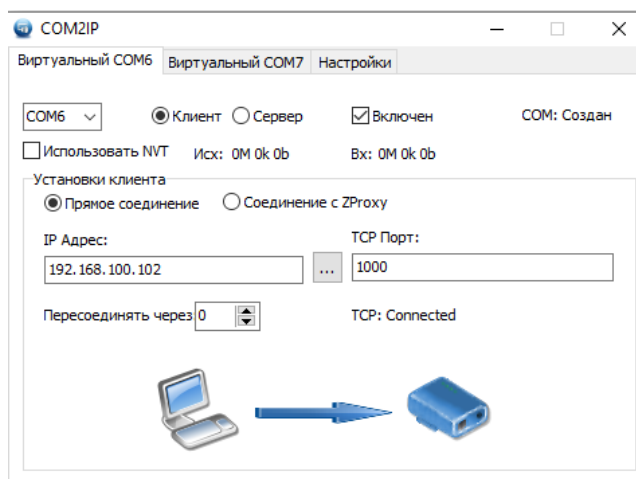 COM2IP
Виртуальный COM6 Виртуальный COM7 Настройки
COM6 Клиент Сервер Включен COM: Создан
Использовать NVT Исх: 0M 0k 0b Вх: 0M 0k 0b
Установки клиента
Прямое соединение Соединение с ZProxy
IP Адрес: TCP Порт:
192.168.100.102 ... 1000
Пересоединять через 0 TCP: Connected